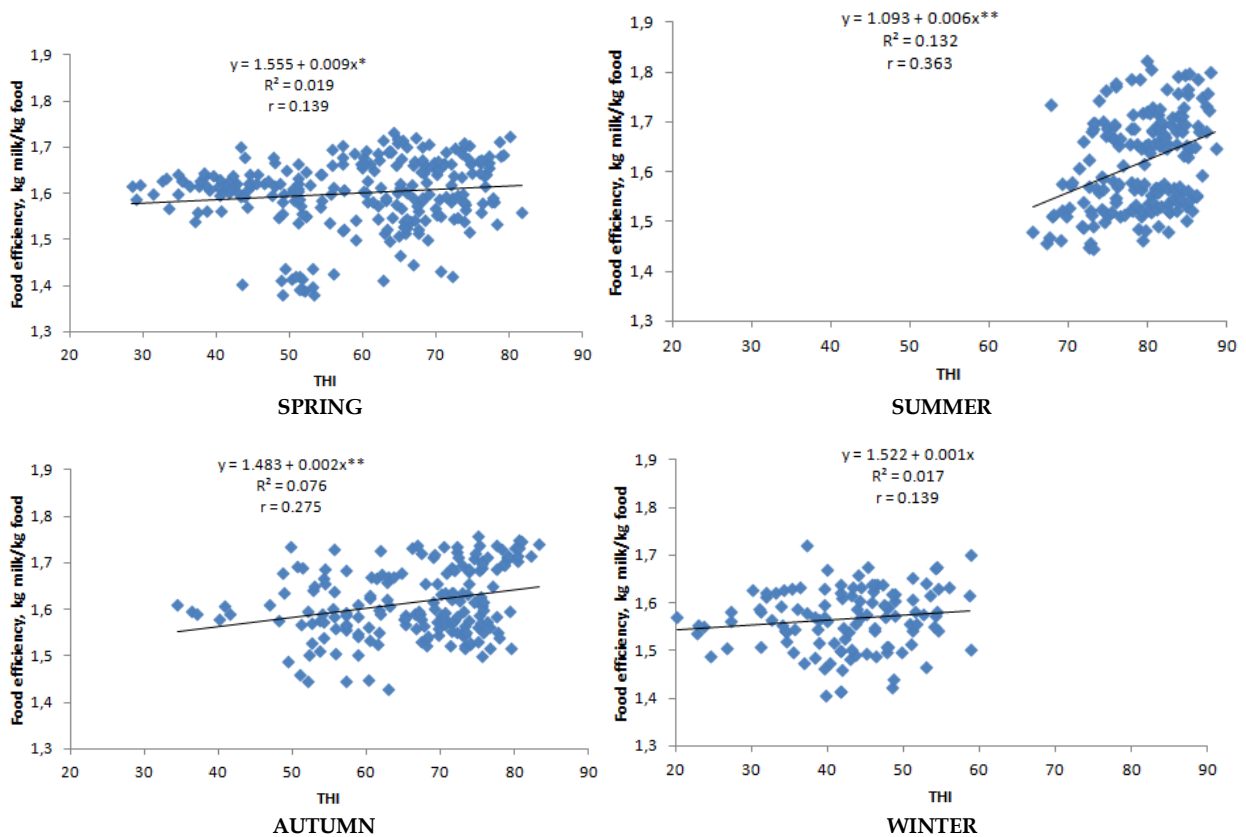 y = 1.555 + 0.009x*
R² = 0.019
r = 0.139
Food efficiency, kg milk/kg food
1,9
1,8
1,7
1,6
1,5
1,4
1,3
20 30 40 50 60 70 80 90
THI
SPRING
y = 1.093 + 0.006x**
R² = 0.132
r = 0.363
Food efficiency, kg milk/kg food
1,9
1,8
1,7
1,6
1,5
1,4
1,3
20 30 40 50 60 70 80 90
THI
SUMMER
y = 1.483 + 0.002x**
R² = 0.076
r = 0.275
Food efficiency, kg milk/kg food
1,9
1,8
1,7
1,6
1,5
1,4
1,3
20 30 40 50 60 70 80 90
THI
AUTUMN
y = 1.522 + 0.001x
R² = 0.017
r = 0.139
Food efficiency, kg milk/kg food
1,9
1,8
1,7
1,6
1,5
1,4
1,3
20 30 40 50 60 70 80 90
THI
WINTER